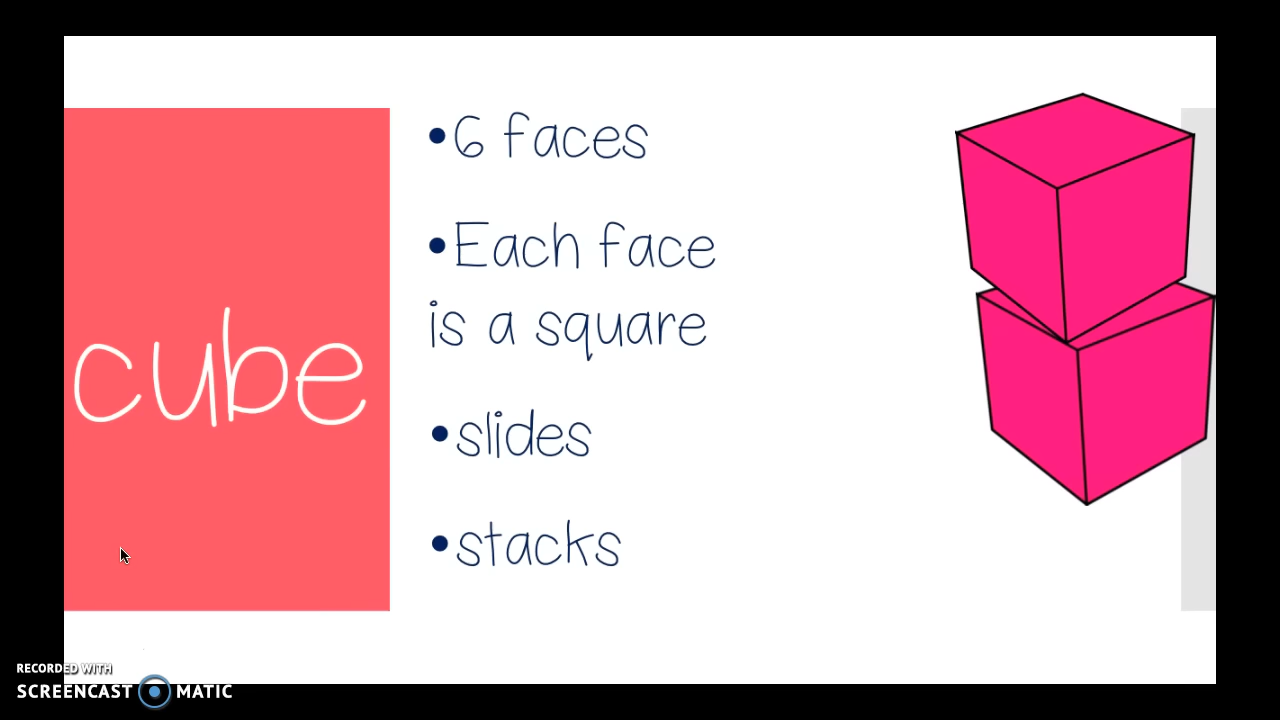 cube
•6 faces
•Each face
is a square
•slides
•stacks
RECORDED WITH
SCREENCAST MATIC